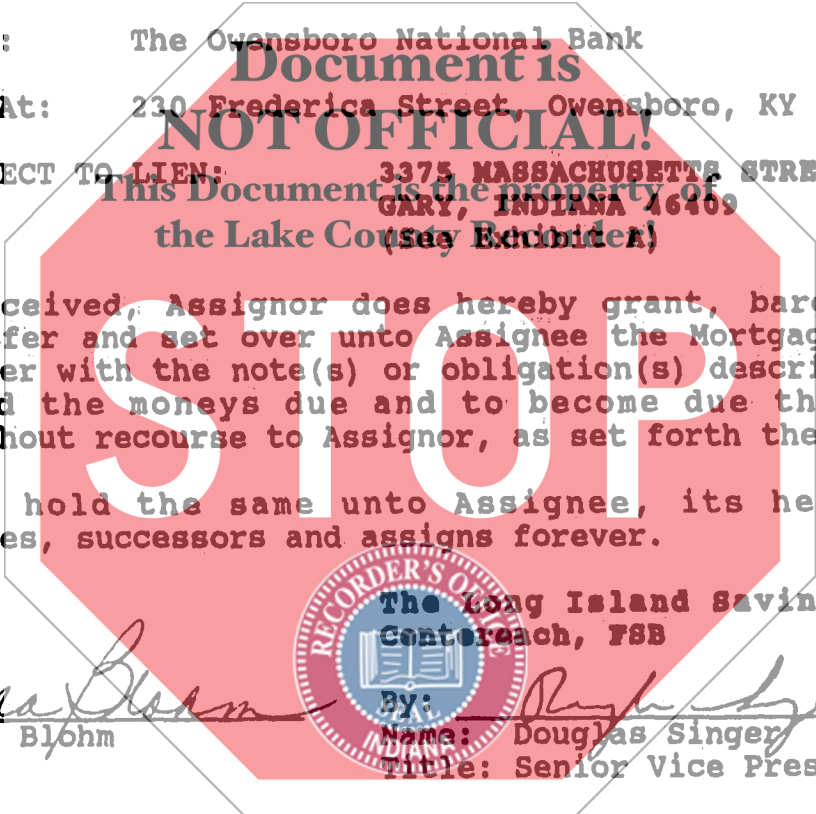 : The Owensboro National Bank
Document is
At: 230 Frederica Street, Owensboro, KY
NOT OFFICIAL!
ECT TO LIEN: 3375 MASSACHUSETTS STRE
This Document is the property of
GARY, INDIANA 46409
the Lake County Recorder!
(See Exhibit A)
ceived, Assignor does hereby grant, bar
fer and set over unto Assignee the Mortgag
er with the note(s) or obligation(s) descri
d the moneys due and to become due th
hout recourse to Assignor, as set forth the
STOP
hold the same unto Assignee, its he
es, successors and assigns forever.
RECORDER'S OFFICE
The Long Island Savin
Centereach, FSB
By:
SEAL
Blohm Name: Douglas Singer
INDIANA
Title: Senior Vice Pres